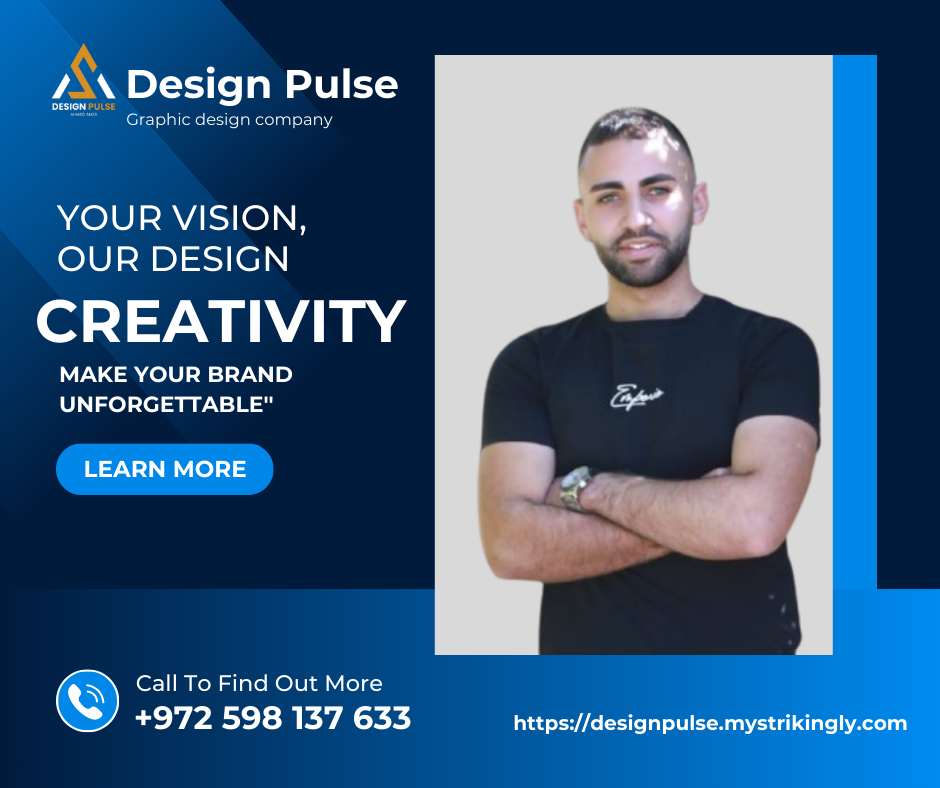 Design Pulse
DESIGN PULSE
Graphic design company
YOUR VISION,
OUR DESIGN
CREATIVITY
MAKE YOUR BRAND
UNFORGETTABLE"
LEARN MORE
Emporio
Call To Find Out More
+972 598 137 633
https://designpulse.mystrikingly.com